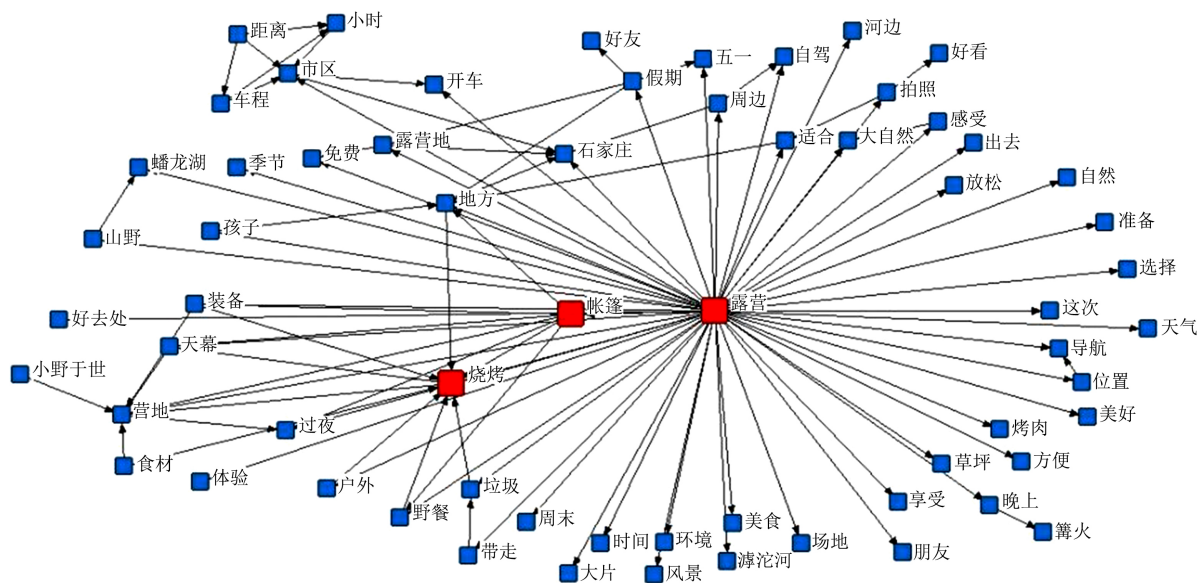 小时
距离
河边
好友
好看
五一
自驾
市区
假期
开车
拍照
车程
周边
感受
露营地
适合
大自然
出去
石家庄
免费
蟠龙湖
季节
自然
放松
地方
准备
孩子
山野
选择
装备
帐篷
露营
这次
好去处
天气
天幕
导航
小野于世
烧烤
位置
营地
美好
过夜
烤肉
食材
草坪
方便
体验
户外
垃圾
享受
晚上
野餐
周末
美食
篝火
带走
时间
环境
场地
朋友
滹沱河
大片
风景